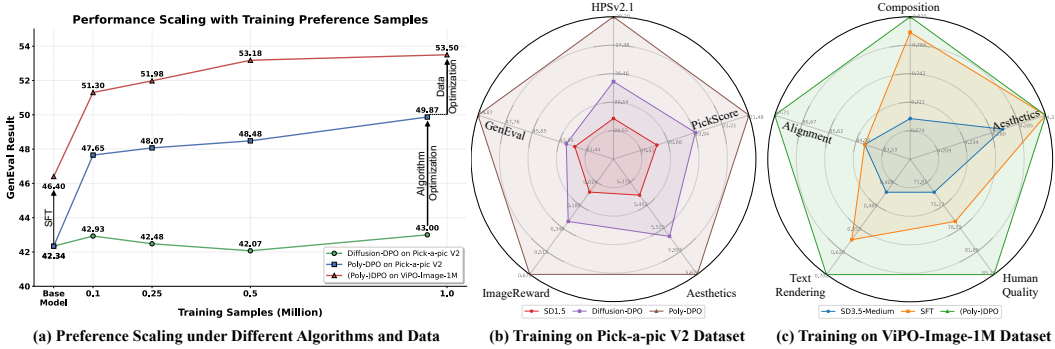 Performance Scaling with Training Preference Samples
GenEval Result
54
52
50
48
46
44
42
40
46.40
51.30
51.98
53.18
53.50
42.34
47.65
48.07
48.48
49.87
42.93
42.48
42.07
43.00
SFT
Algorithm
Optimization
Data
Optimization
Diffusion-DPO on Pick-a-pic V2
Poly-DPO on Pick-a-pic V2
(Poly-)DPO on ViPO-Image-1M
Base
Model
0.1
0.25
0.5
1.0
Training Samples (Million)
(a) Preference Scaling under Different Algorithms and Data
HPSv2.1
PickScore
Aesthetics
ImageReward
GenEval
SD1.5
Diffusion-DPO
Poly-DPO
(b) Training on Pick-a-pic V2 Dataset
Composition
Aesthetics
Human
Quality
Text
Rendering
Alignment
SD3.5-Medium
SFT
(Poly-)DPO
(c) Training on ViPO-Image-1M Dataset